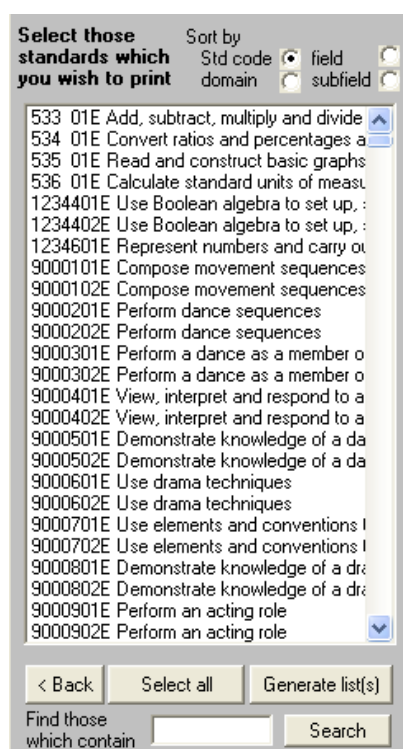 Select those Sort by
standards which Std code field
you wish to print domain subfield
533 01E Add, subtract, multiply and divide
534 01E Convert ratios and percentages a
535 01E Read and construct basic graphs
536 01E Calculate standard units of measu
1234401E Use Boolean algebra to set up,
1234402E Use Boolean algebra to set up,
1234601E Represent numbers and carry ou
9000101E Compose movement sequences
9000102E Compose movement sequences
9000201E Perform dance sequences
9000202E Perform dance sequences
9000301E Perform a dance as a member o
9000302E Perform a dance as a member o
9000401E View, interpret and respond to a
9000402E View, interpret and respond to a
9000501E Demonstrate knowledge of a da
9000502E Demonstrate knowledge of a da
9000601E Use drama techniques
9000602E Use drama techniques
9000701E Use elements and conventions
9000702E Use elements and conventions
9000801E Demonstrate knowledge of a dra
9000802E Demonstrate knowledge of a dra
9000901E Perform an acting role
9000902E Perform an acting role
< Back Select all Generate list(s)
Find those
which contain Search